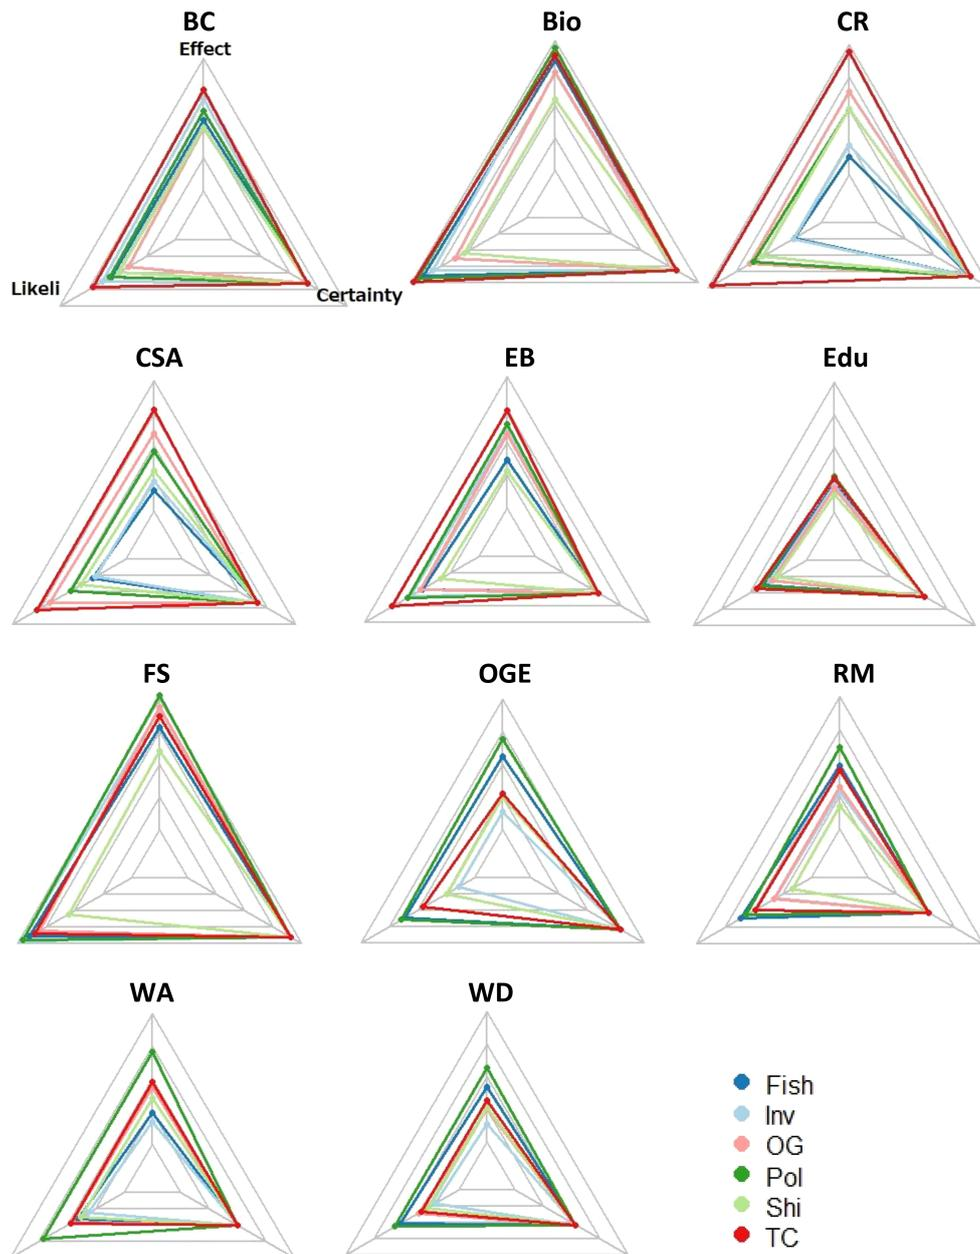 BC
Bio
CR
Effect
Likeli
Certainty
CSA
EB
Edu
FS
OGE
RM
WA
WD
Fish
Inv
OG
Pol
Shi
TC